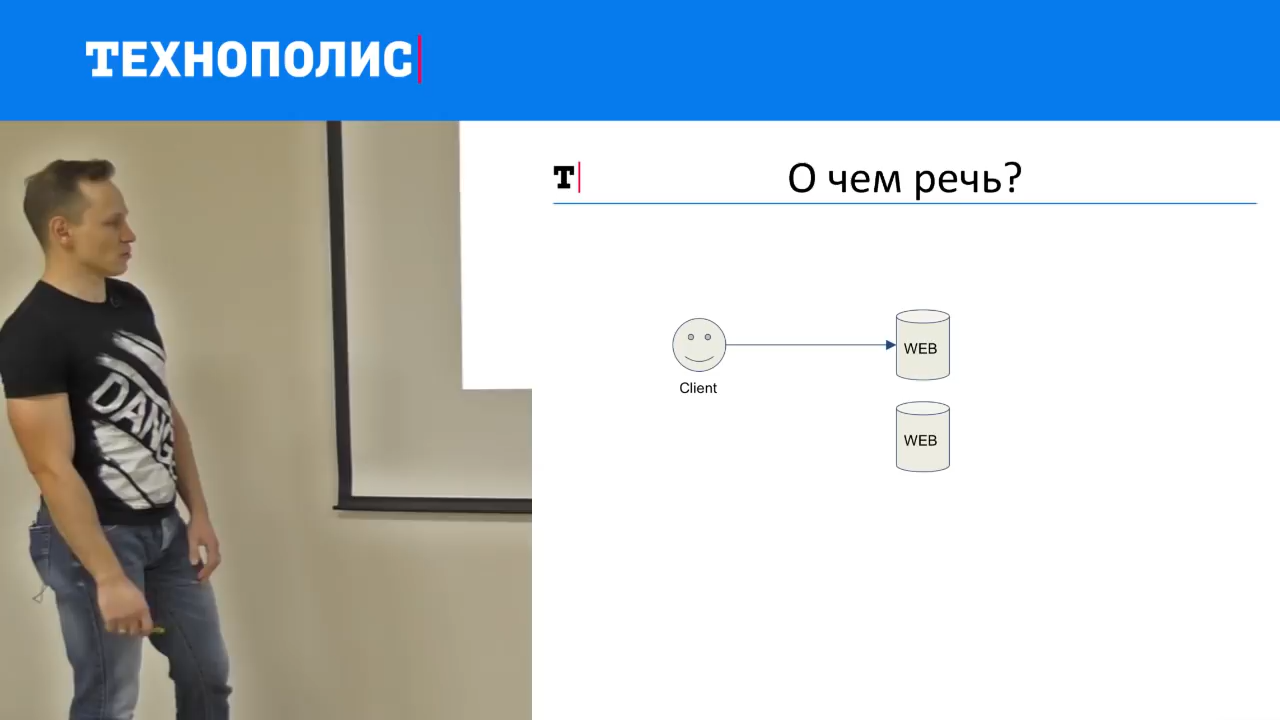 ТЕХНОПОЛИС
Т
О чем речь?
WEB
Client
WEB
DANG